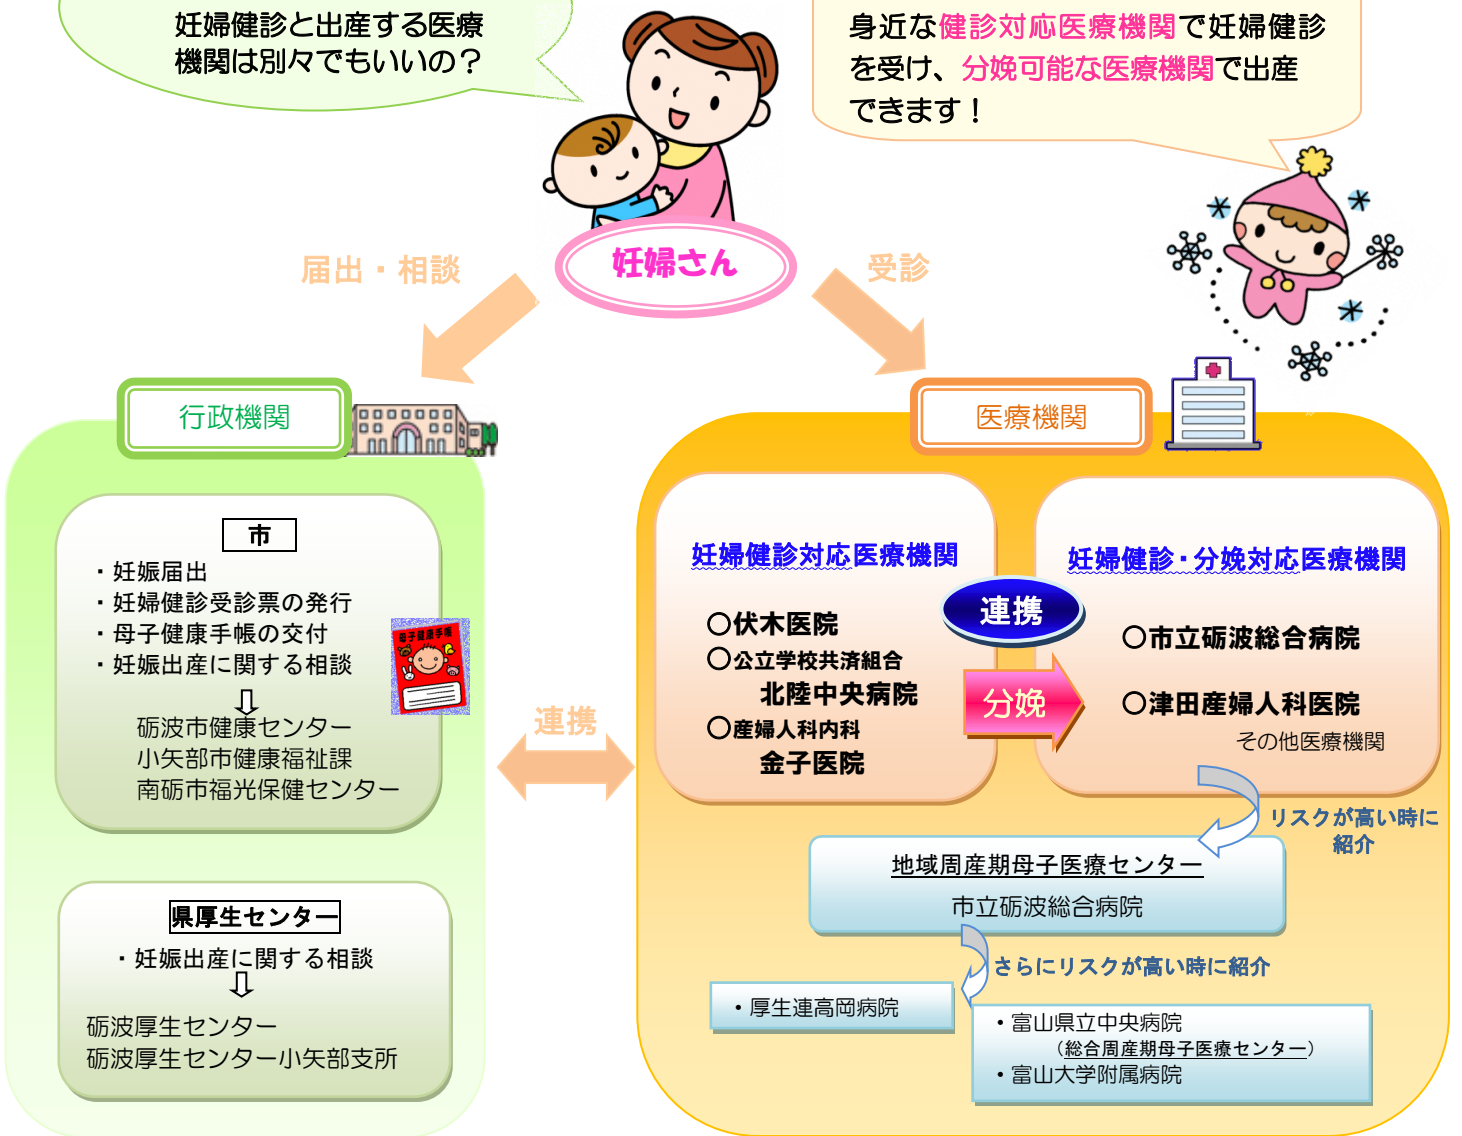 妊婦健診と出産する医療
機関は別々でもいいの？
身近な健診対応医療機関で妊婦健診
を受け、分娩可能な医療機関で出産
できます！
妊婦さん
届出・相談
受診
行政機関
市
・妊娠届出
・妊婦健診受診票の発行
・母子健康手帳の交付
・妊娠出産に関する相談
母子健康手帳
砺波市健康センター
小矢部市健康福祉課
南砺市福光保健センター
県厚生センター
・妊娠出産に関する相談
砺波厚生センター
砺波厚生センター小矢部支所
連携
医療機関
妊婦健診対応医療機関
〇伏木医院
〇公立学校共済組合
北陸中央病院
〇産婦人科内科
金子医院
連携
分娩
妊婦健診・分娩対応医療機関
〇市立砺波総合病院
〇津田産婦人科医院
その他医療機関
リスクが高い時に
紹介
地域周産期母子医療センター
市立砺波総合病院
さらにリスクが高い時に紹介
・厚生連高岡病院
・富山県立中央病院
（総合周産期母子医療センター）
・富山大学附属病院